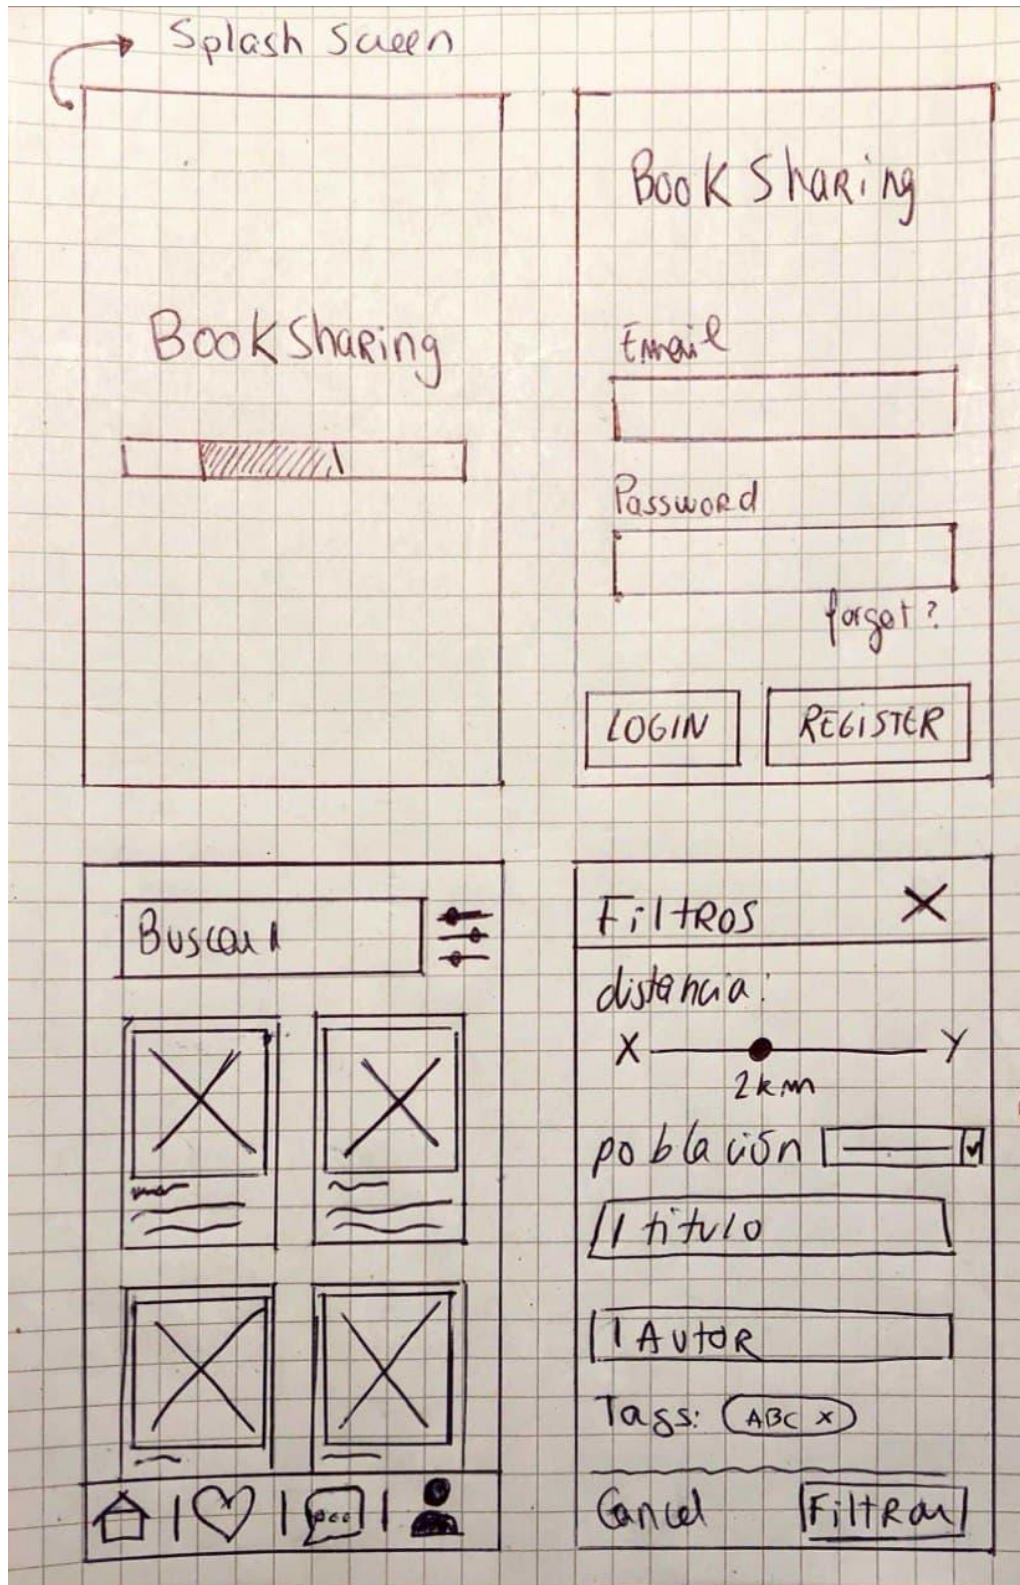 Splash Screen
BookSharing
Book Sharing
Email
Password
forget?
LOGIN
REGISTER
Buscar
Filtros
distancia:
X
Y
2km
población
título
Autor
Tags: ABC X
Cancel
Filtrar